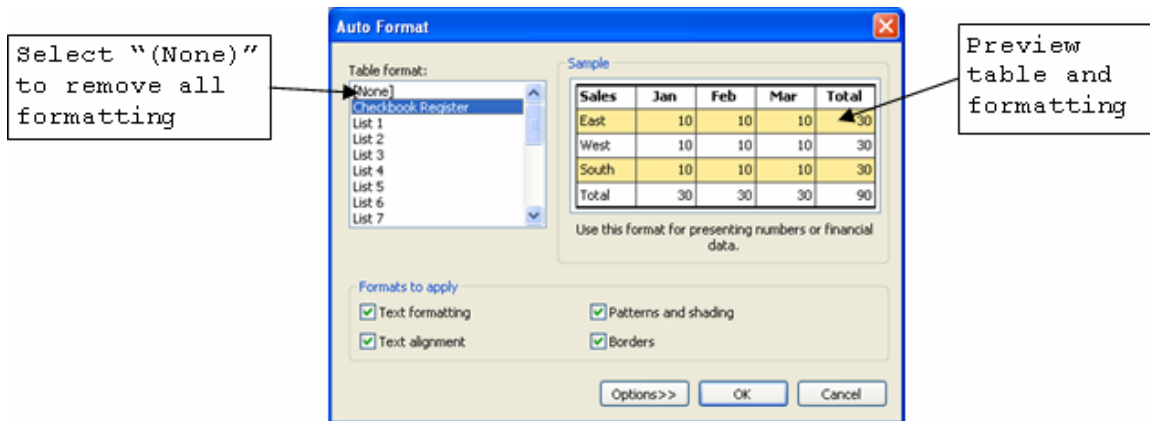 Auto Format
Select “(None)”
to remove all
formatting
Preview
table and
formatting
Table format:
[None]
Checkbook Register
List 1
List 2
List 3
List 4
List 5
List 6
List 7
Sample
Sales Jan Feb Mar Total
East 10 10 10 30
West 10 10 10 30
South 10 10 10 30
Total 30 30 30 90
Use this format for presenting numbers or financial
data.
Formats to apply
Text formatting
Patterns and shading
Text alignment
Borders
Options>> OK Cancel